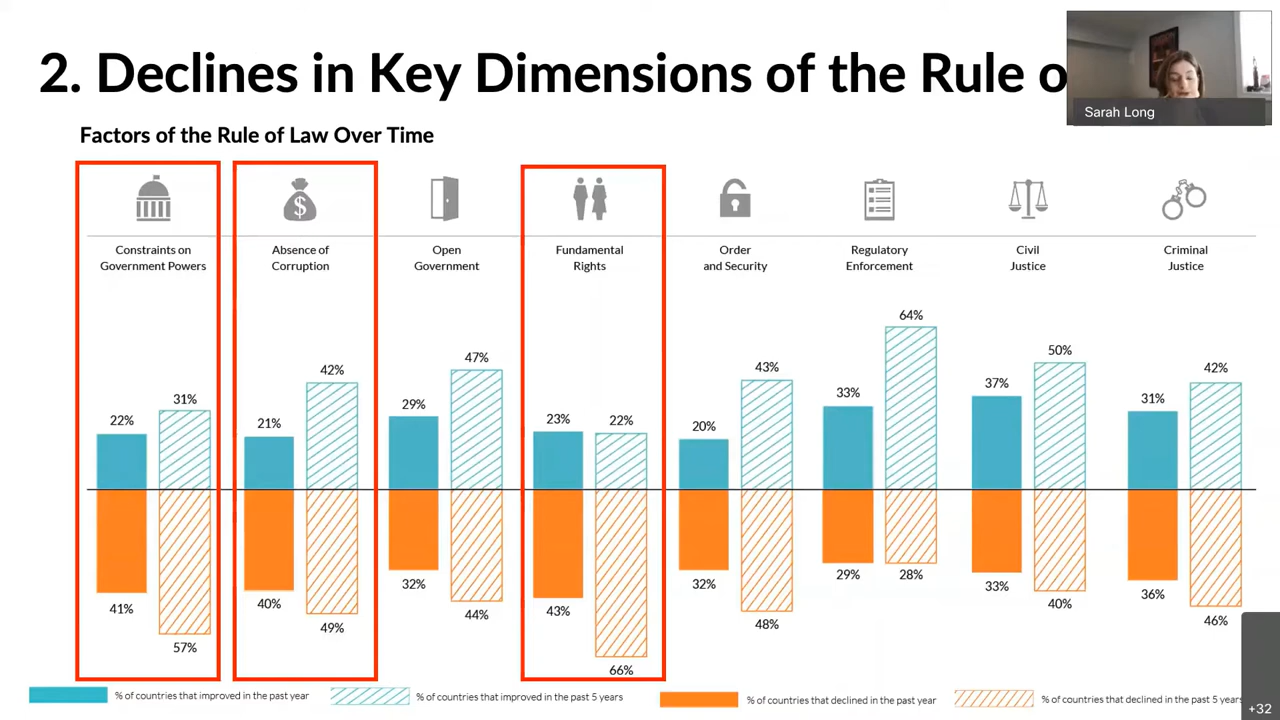 2. Declines in Key Dimensions of the Rule o
Sarah Long
Factors of the Rule of Law Over Time
$
Constraints on
Government Powers
Absence of
Corruption
Open
Government
Fundamental
Rights
Order
and Security
Regulatory
Enforcement
Civil
Justice
Criminal
Justice
22%
31%
21%
42%
29%
47%
23%
22%
20%
43%
33%
64%
37%
50%
31%
42%
41%
57%
40%
49%
32%
44%
43%
66%
32%
48%
29%
28%
33%
40%
36%
46%
% of countries that improved in the past year
% of countries that improved in the past 5 years
% of countries that declined in the past year
% of countries that declined in the past 5 years
+32